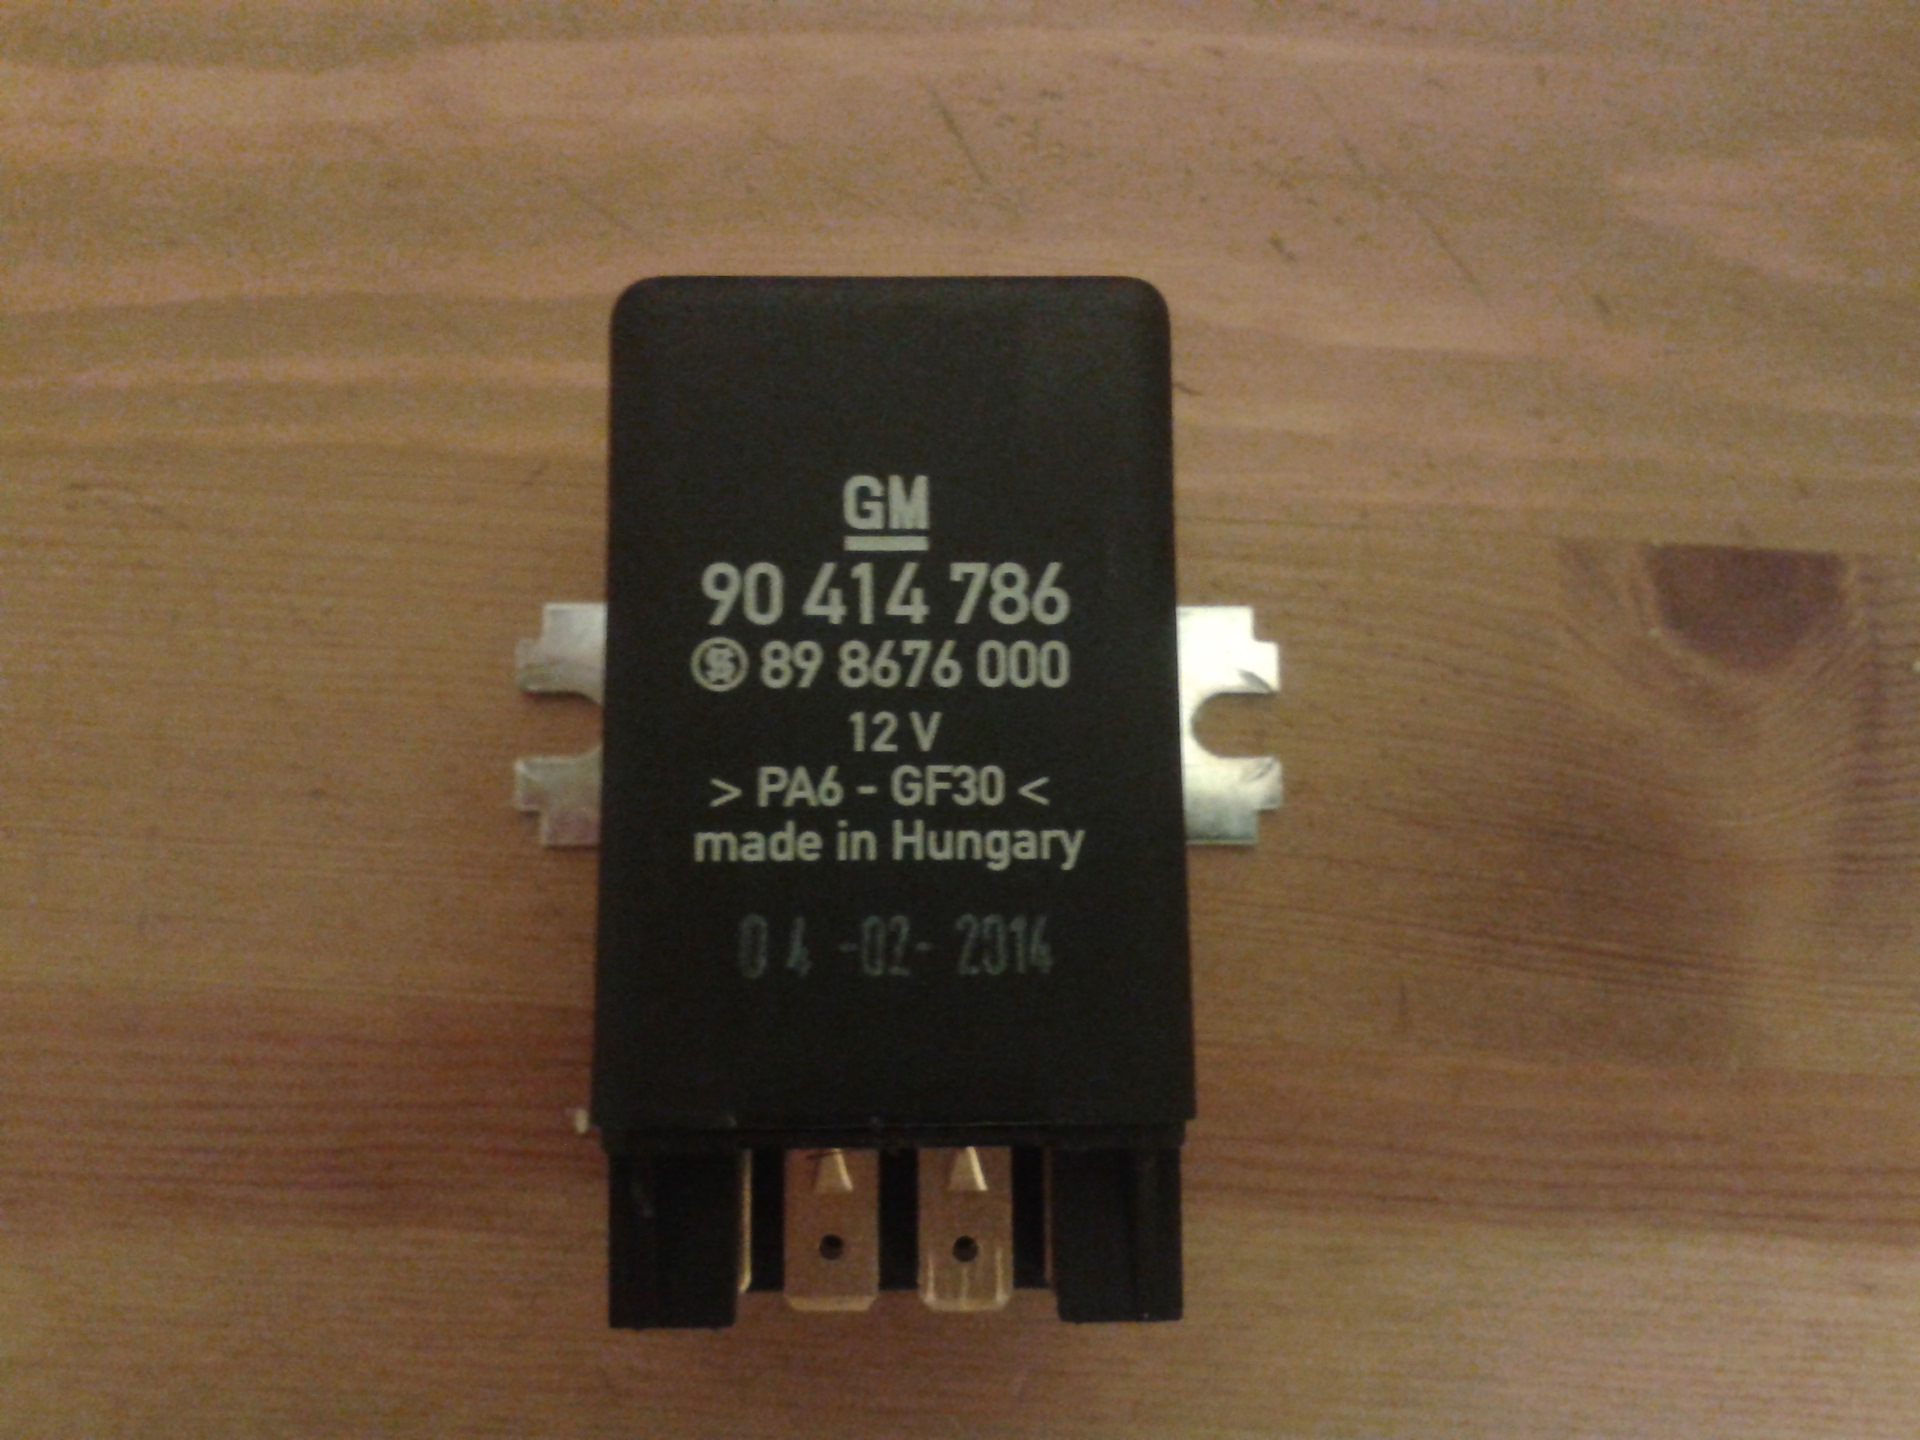 GM
90 414 786
89 8676 000
12 V
> PA6 - GF30 <
made in Hungary
04 -02- 2014